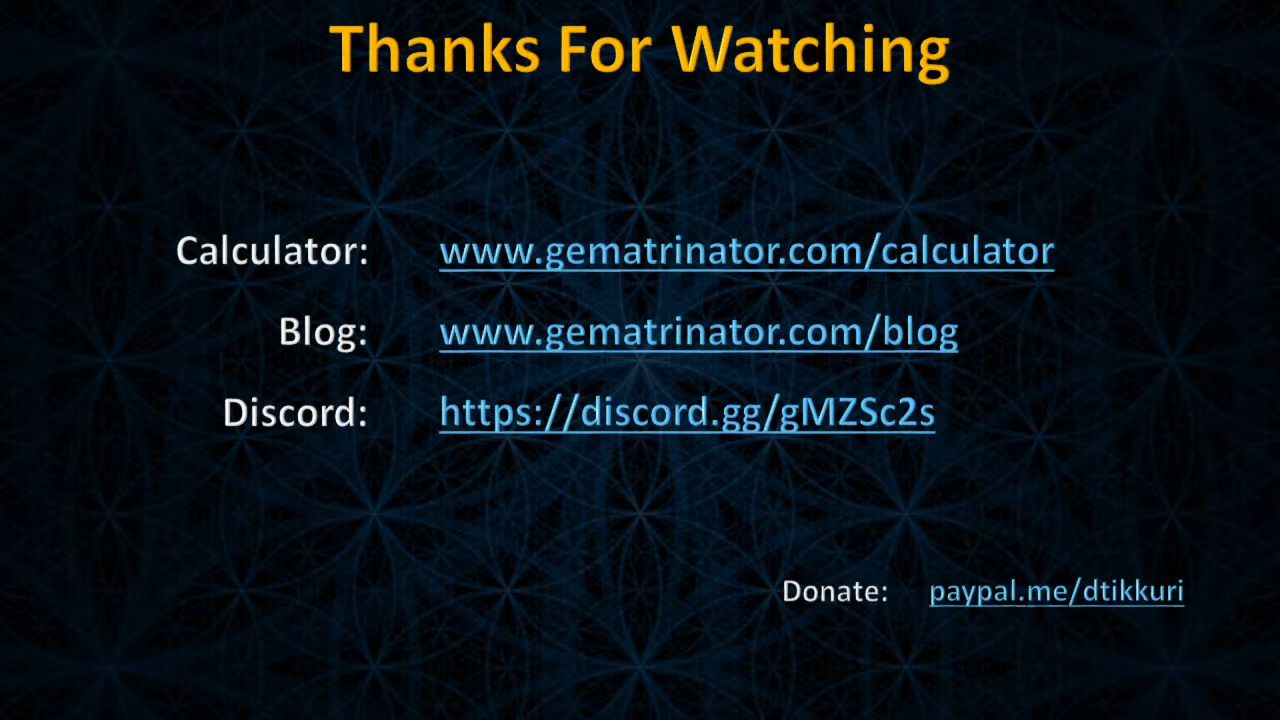 Thanks For Watching
Calculator: www.gematrinator.com/calculator
Blog: www.gematrinator.com/blog
Discord: https://discord.gg/gMZSc2s
Donate: paypal.me/dtikkuri